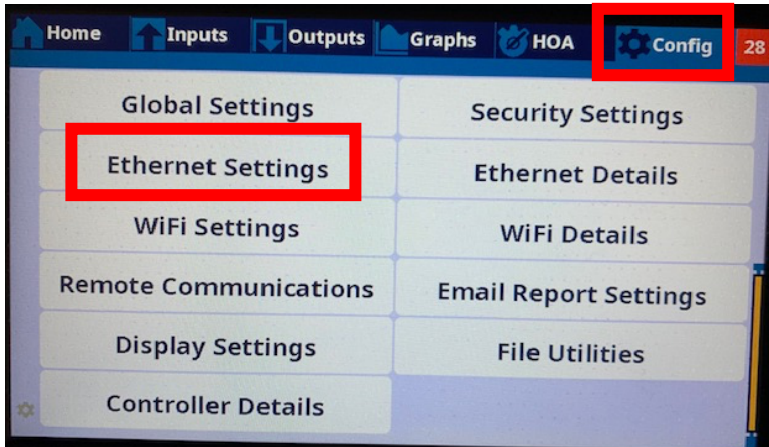 Home Inputs Outputs Graphs HOA Config 28
Global Settings Security Settings
Ethernet Settings Ethernet Details
WiFi Settings WiFi Details
Remote Communications Email Report Settings
Display Settings File Utilities
Controller Details